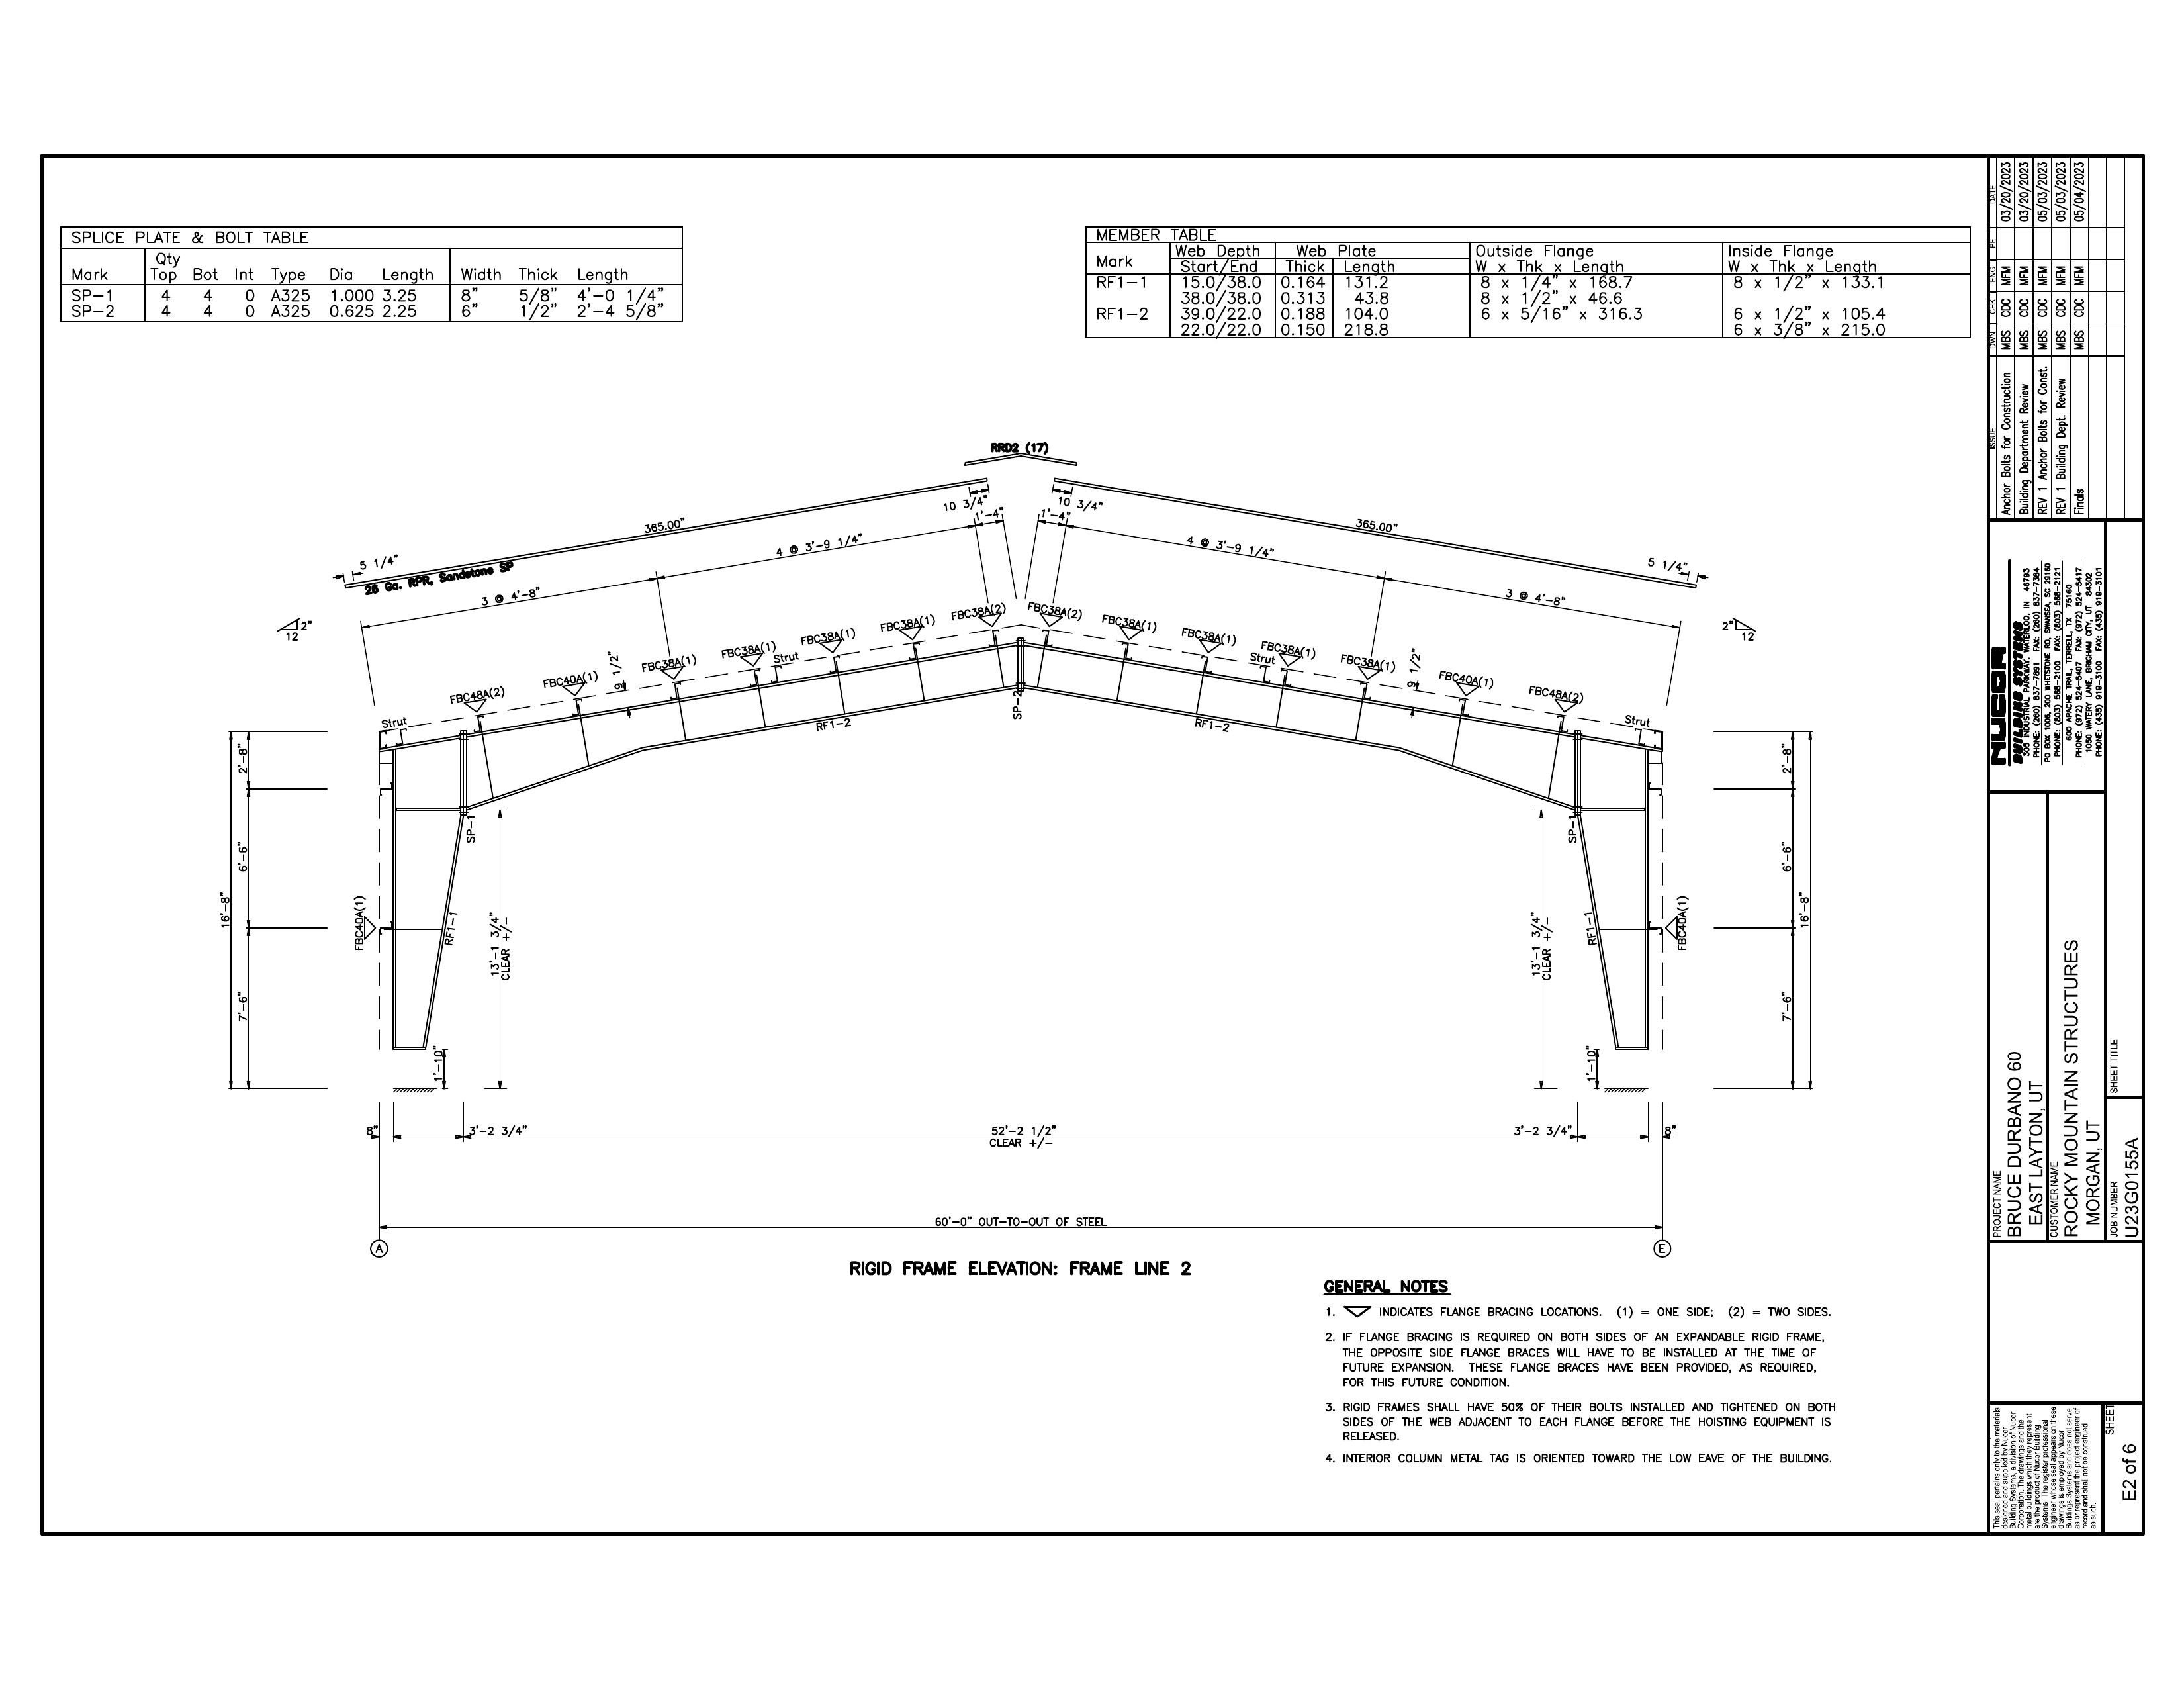 SPLICE PLATE & BOLT TABLE
Mark Qty Top Bot Int Type Dia Length Width Thick Length
SP-1 4 4 0 A325 1.000 3.25 8" 5/8" 4'-0 1/4"
SP-2 4 4 0 A325 0.625 2.25 6" 1/2" 2'-4 5/8"
MEMBER TABLE
Mark Web Depth Start/End Web Plate Thick Length Outside Flange W x Thk x Length Inside Flange W x Thk x Length
RF1-1 15.0/38.0 0.164 131.2 8 x 1/4" x 168.7 8 x 1/2" x 133.1
38.0/38.0 0.313 43.8 8 x 1/2" x 46.6
RF1-2 39.0/22.0 0.188 104.0 6 x 5/16" x 316.3 6 x 1/2" x 105.4
22.0/22.0 0.150 218.8 6 x 3/8" x 215.0
RRD2 (17)
10 3/4" 10 3/4"
1'-4" 1'-4"
365.00" 365.00"
4 @ 3'-9 1/4" 4 @ 3'-9 1/4"
5 1/4" 5 1/4"
26 Ga. RPR, Sandstone SP
3 @ 4'-8" 3 @ 4'-8"
2" 12 2" 12
FBC48A(2) FBC40A(1) FBC38A(1) FBC38A(1) FBC38A(1) FBC38A(1) FBC38A(2) FBC38A(2) FBC38A(1) FBC38A(1) FBC38A(1) FBC38A(1) FBC40A(1) FBC48A(2)
Strut Strut Strut Strut
9 1/2" 9 1/2"
SP-2
RF1-2 RF1-2
SP-1 SP-1
2'-8" 2'-8"
6'-6" 6'-6"
16'-8" 16'-8"
7'-6" 7'-6"
FBC40A(1) FBC40A(1)
RF1-1 RF1-1
13'-1 3/4" 13'-1 3/4"
CLEAR +/- CLEAR +/-
1'-10" 1'-10"
8" 3'-2 3/4" 52'-2 1/2" 3'-2 3/4" 8"
CLEAR +/-
60'-0" OUT-TO-OUT OF STEEL
A E
RIGID FRAME ELEVATION: FRAME LINE 2
GENERAL NOTES
1. INDICATES FLANGE BRACING LOCATIONS. (1) = ONE SIDE; (2) = TWO SIDES.
2. IF FLANGE BRACING IS REQUIRED ON BOTH SIDES OF AN EXPANDABLE RIGID FRAME,
THE OPPOSITE SIDE FLANGE BRACES WILL HAVE TO BE INSTALLED AT THE TIME OF
FUTURE EXPANSION. THESE FLANGE BRACES HAVE BEEN PROVIDED, AS REQUIRED,
FOR THIS FUTURE CONDITION.
3. RIGID FRAMES SHALL HAVE 50% OF THEIR BOLTS INSTALLED AND TIGHTENED ON BOTH
SIDES OF THE WEB ADJACENT TO EACH FLANGE BEFORE THE HOISTING EQUIPMENT IS
RELEASED.
4. INTERIOR COLUMN METAL TAG IS ORIENTED TOWARD THE LOW EAVE OF THE BUILDING.
ISSUE DWN CHK ENG PE DATE
Anchor Bolts for Construction MBS CDC MFM 03/20/2023
Building Department Review MBS CDC MFM 03/20/2023
REV 1 Anchor Bolts for Const. MBS CDC MFM 05/03/2023
REV 1 Building Dept. Review MBS CDC MFM 05/03/2023
Finals MBS CDC MFM 05/04/2023
NUCOR
BUILDING SYSTEMS
305 INDUSTRIAL PARKWAY, WATERLOO, IN 46793
PHONE: (260) 837-7891 FAX: (260) 837-7384
PO BOX 1006, 200 WHETSTONE RD, SWANSEA, SC 29160
PHONE: (803) 568-2100 FAX: (803) 568-2121
600 APACHE TRAIL, TERRELL, TX 75160
PHONE: (972) 524-5407 FAX: (972) 524-5417
1050 WATERY LANE, BRIGHAM CITY, UT 84302
PHONE: (435) 919-3100 FAX: (435) 919-3101
PROJECT NAME
BRUCE DURBANO 60
EAST LAYTON, UT
CUSTOMER NAME
ROCKY MOUNTAIN STRUCTURES
MORGAN, UT
JOB NUMBER
U23G0155A
SHEET TITLE
This seal pertains only to the materials
designed and supplied by Nucor
Building Systems, a division of Nucor
Corporation. The drawings and the
metal buildings which they represent
are the product of Nucor Building
Systems. The register professional
engineer whose seal appears on these
drawings is employed by Nucor
Buildings Systems and does not serve
as or represent the project engineer of
record and shall not be construed
as such.
SHEET
E2 of 6